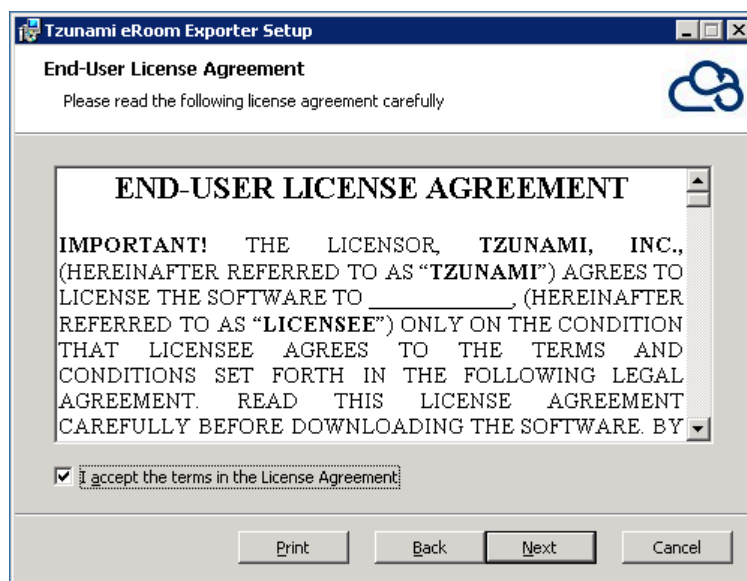 Tzunami eRoom Exporter Setup
End-User License Agreement
Please read the following license agreement carefully
END-USER LICENSE AGREEMENT
IMPORTANT! THE LICENSOR, TZUNAMI, INC.,
(HEREINAFTER REFERRED TO AS “TZUNAMI”) AGREES TO
LICENSE THE SOFTWARE TO ____________, (HEREINAFTER
REFERRED TO AS “LICENSEE”) ONLY ON THE CONDITION
THAT LICENSEE AGREES TO THE TERMS AND
CONDITIONS SET FORTH IN THE FOLLOWING LEGAL
AGREEMENT. READ THIS LICENSE AGREEMENT
CAREFULLY BEFORE DOWNLOADING THE SOFTWARE. BY
I accept the terms in the License Agreement
Print Back Next Cancel